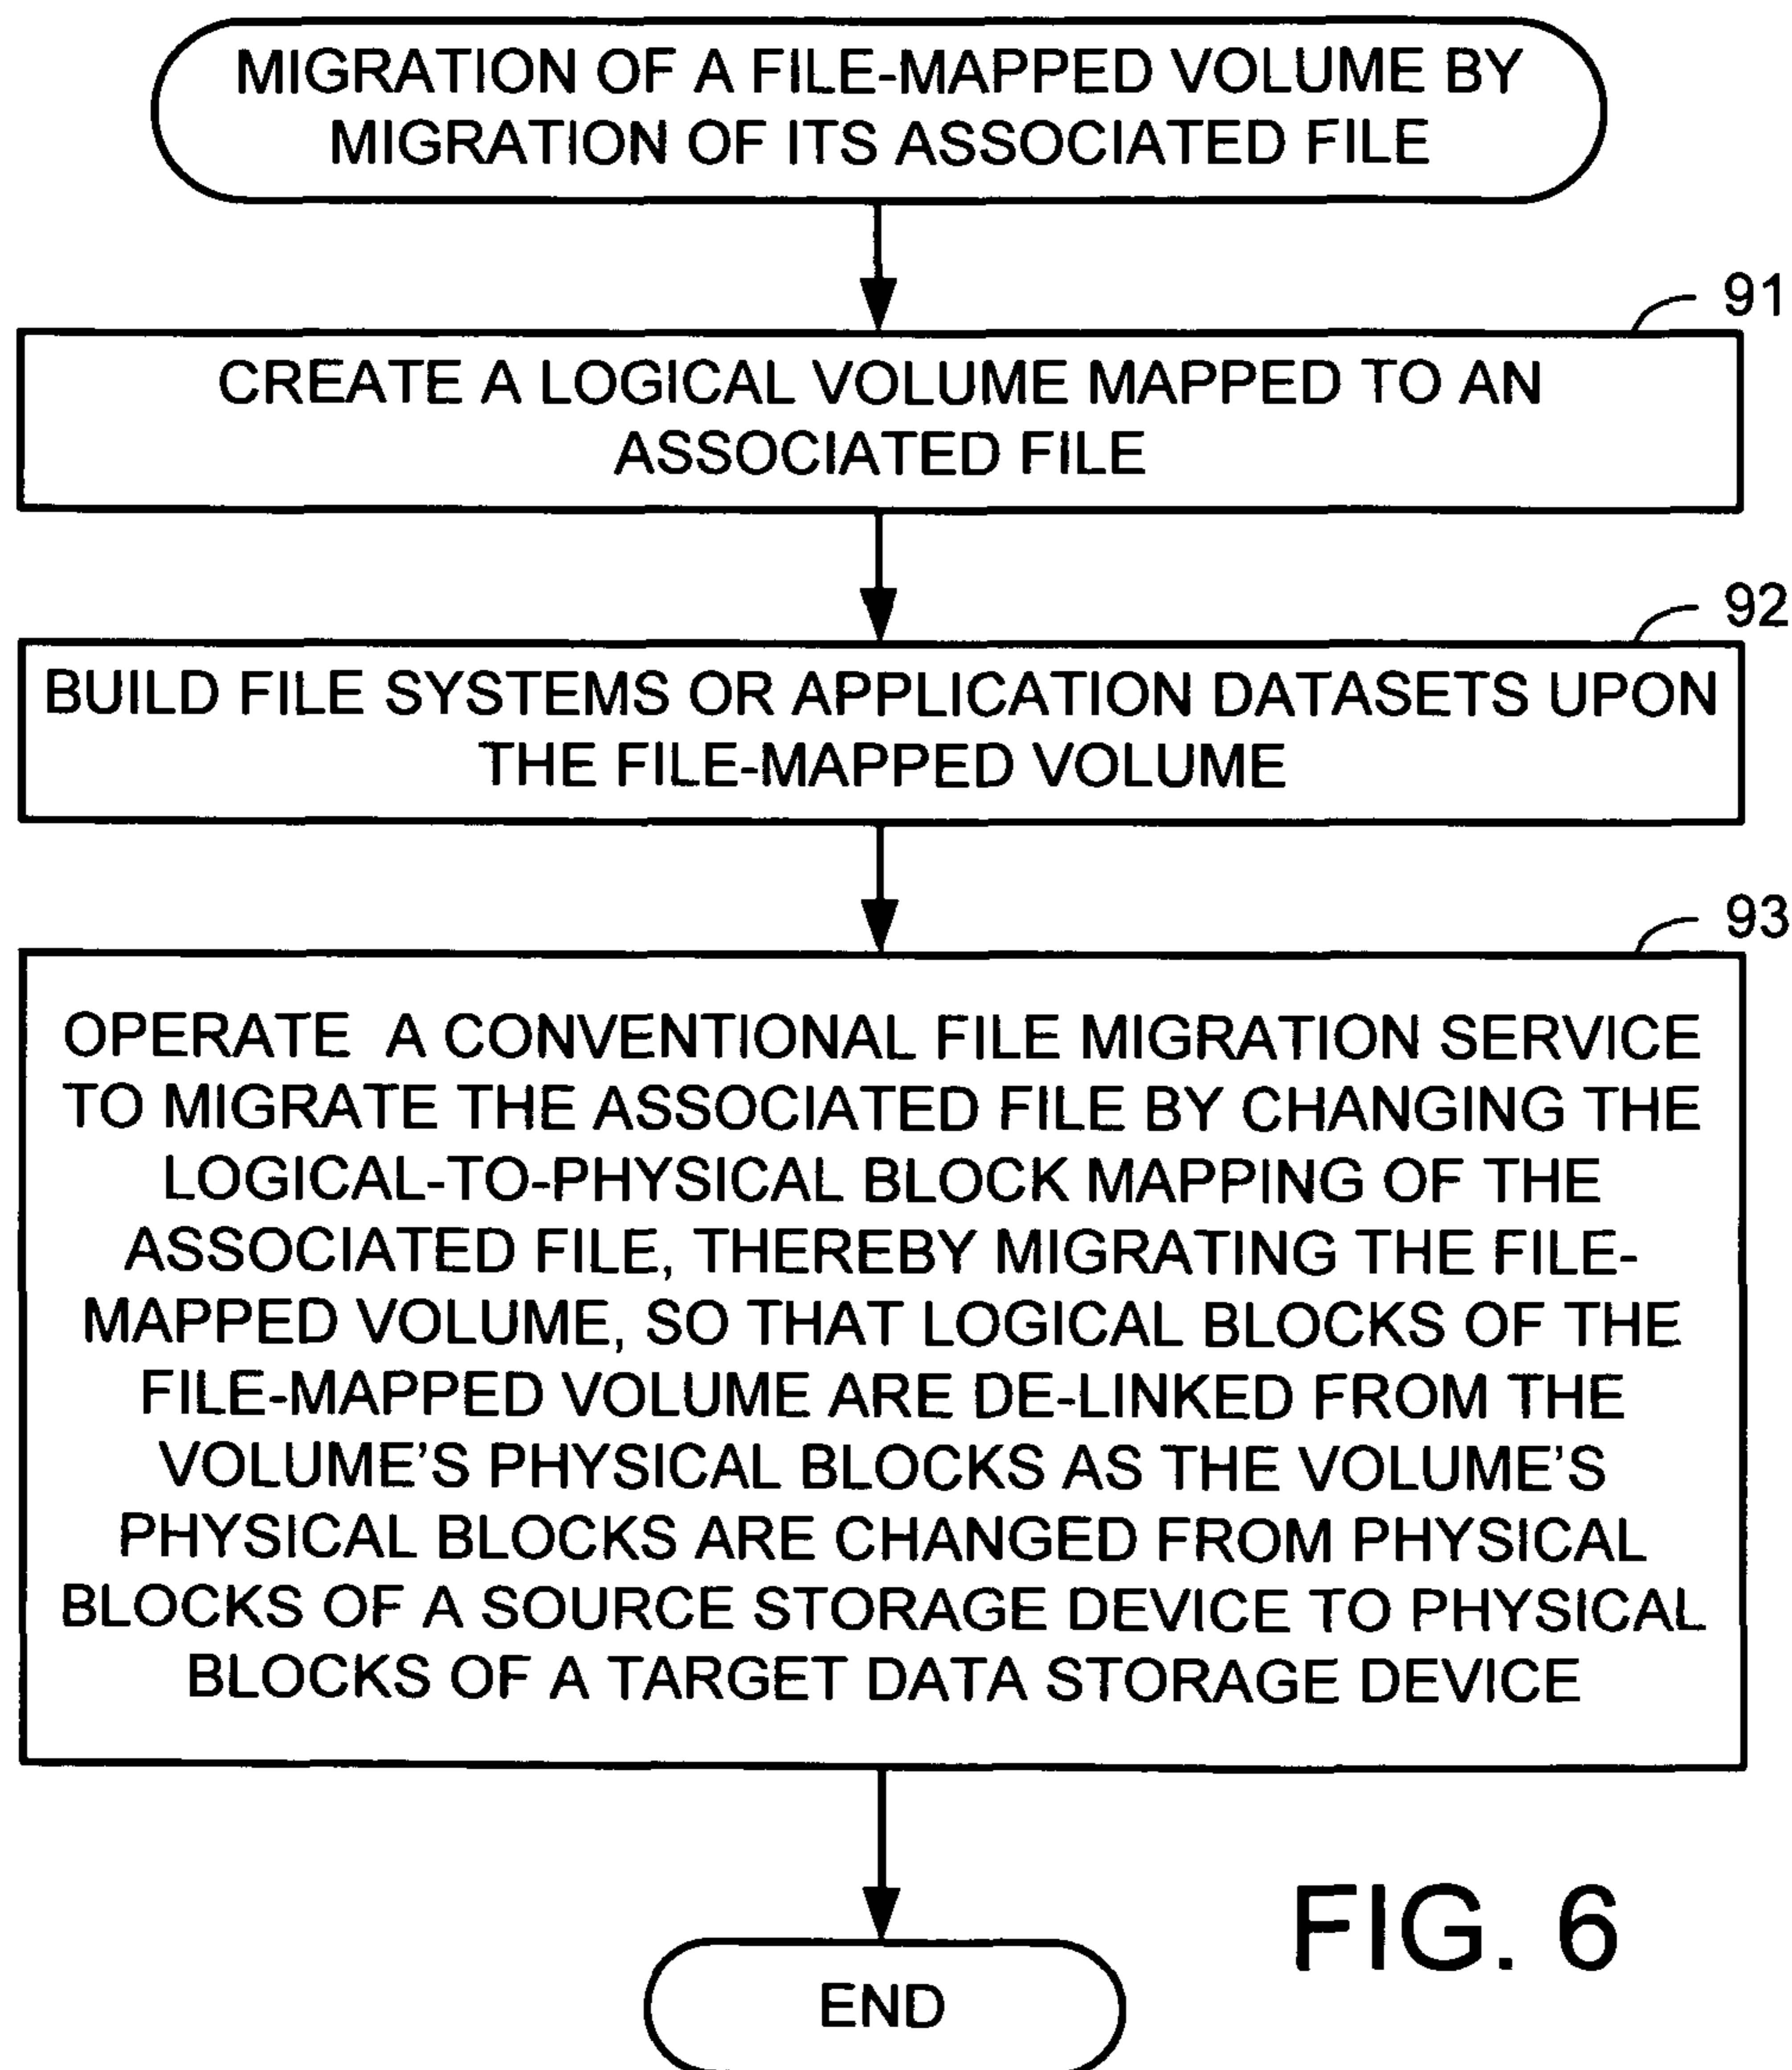 MIGRATION OF A FILE-MAPPED VOLUME BY
MIGRATION OF ITS ASSOCIATED FILE
91
CREATE A LOGICAL VOLUME MAPPED TO AN
ASSOCIATED FILE
92
BUILD FILE SYSTEMS OR APPLICATION DATASETS UPON
THE FILE-MAPPED VOLUME
93
OPERATE A CONVENTIONAL FILE MIGRATION SERVICE
TO MIGRATE THE ASSOCIATED FILE BY CHANGING THE
LOGICAL-TO-PHYSICAL BLOCK MAPPING OF THE
ASSOCIATED FILE, THEREBY MIGRATING THE FILE-
MAPPED VOLUME, SO THAT LOGICAL BLOCKS OF THE
FILE-MAPPED VOLUME ARE DE-LINKED FROM THE
VOLUME'S PHYSICAL BLOCKS AS THE VOLUME'S
PHYSICAL BLOCKS ARE CHANGED FROM PHYSICAL
BLOCKS OF A SOURCE STORAGE DEVICE TO PHYSICAL
BLOCKS OF A TARGET DATA STORAGE DEVICE
END
FIG. 6